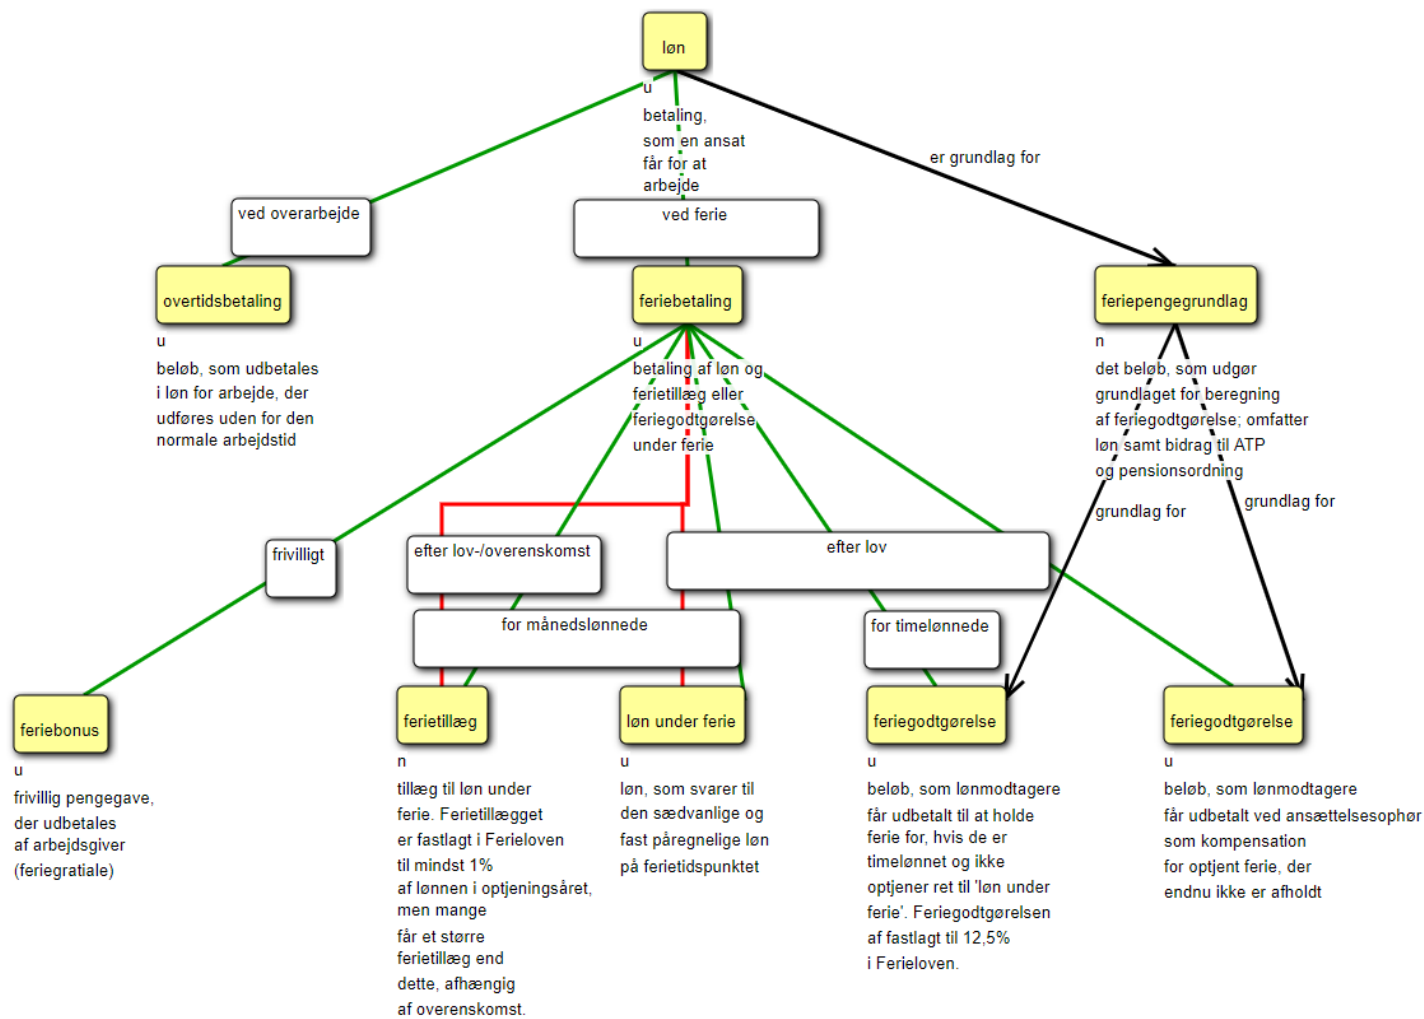 løn
u
betaling,
som en ansat
får for at
arbejde
er grundlag for
ved overarbejde
ved ferie
overtidsbetaling
u
beløb, som udbetales
i løn for arbejde, der
udføres uden for den
normale arbejdstid
feriebetaling
u
betaling af løn og
ferietillæg eller
feriegodtgørelse
under ferie
feriepengegrundlag
n
det beløb, som udgør
grundlaget for beregning
af feriegodtgørelse; omfatter
løn samt bidrag til ATP
og pensionsordning
grundlag for
grundlag for
frivilligt
efter lov-/overenskomst
efter lov
for månedslønnede
for timelønnede
feriebonus
u
frivillig pengegave,
der udbetales
af arbejdsgiver
(feriegratiale)
ferietillæg
n
tillæg til løn under
ferie. Ferietillægget
er fastlagt i Ferieloven
til mindst 1%
af lønnen i optjeningsåret,
men mange
får et større
ferietillæg end
dette, afhængig
af overenskomst.
løn under ferie
u
løn, som svarer til
den sædvanlige og
fast påregnelige løn
på ferietidspunktet
feriegodtgørelse
u
beløb, som lønmodtagere
får udbetalt til at holde
ferie for, hvis de er
timelønnet og ikke
optjener ret til 'løn under
ferie'. Feriegodtgørelsen
af fastlagt til 12,5%
i Ferieloven.
feriegodtgørelse
u
beløb, som lønmodtagere
får udbetalt ved ansættelsesophør
som kompensation
for optjent ferie, der
endnu ikke er afholdt